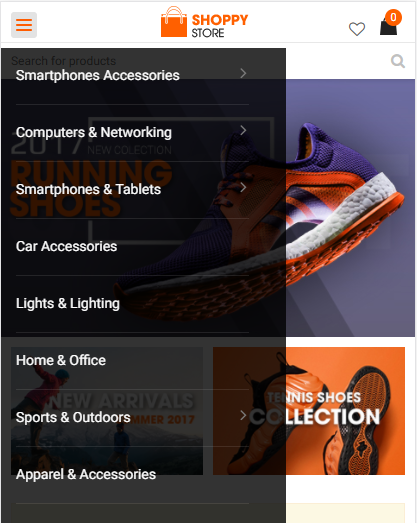 SHOPPY
STORE
0
Search for products
Smartphones Accessories
Computers & Networking
2017
NEW COLECTION
RUNNING
SHOES
Smartphones & Tablets
Car Accessories
Lights & Lighting
Home & Office
NEW ARRIVALS
SUMMER 2017
TENNIS SHOES
COLLECTION
Sports & Outdoors
Apparel & Accessories